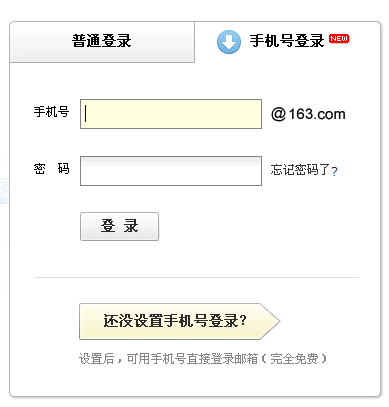 普通登录 手机号登录 NEW
手机号 @163.com
密 码 忘记密码了?
登 录
还没设置手机号登录?
设置后，可用手机号直接登录邮箱（完全免费）